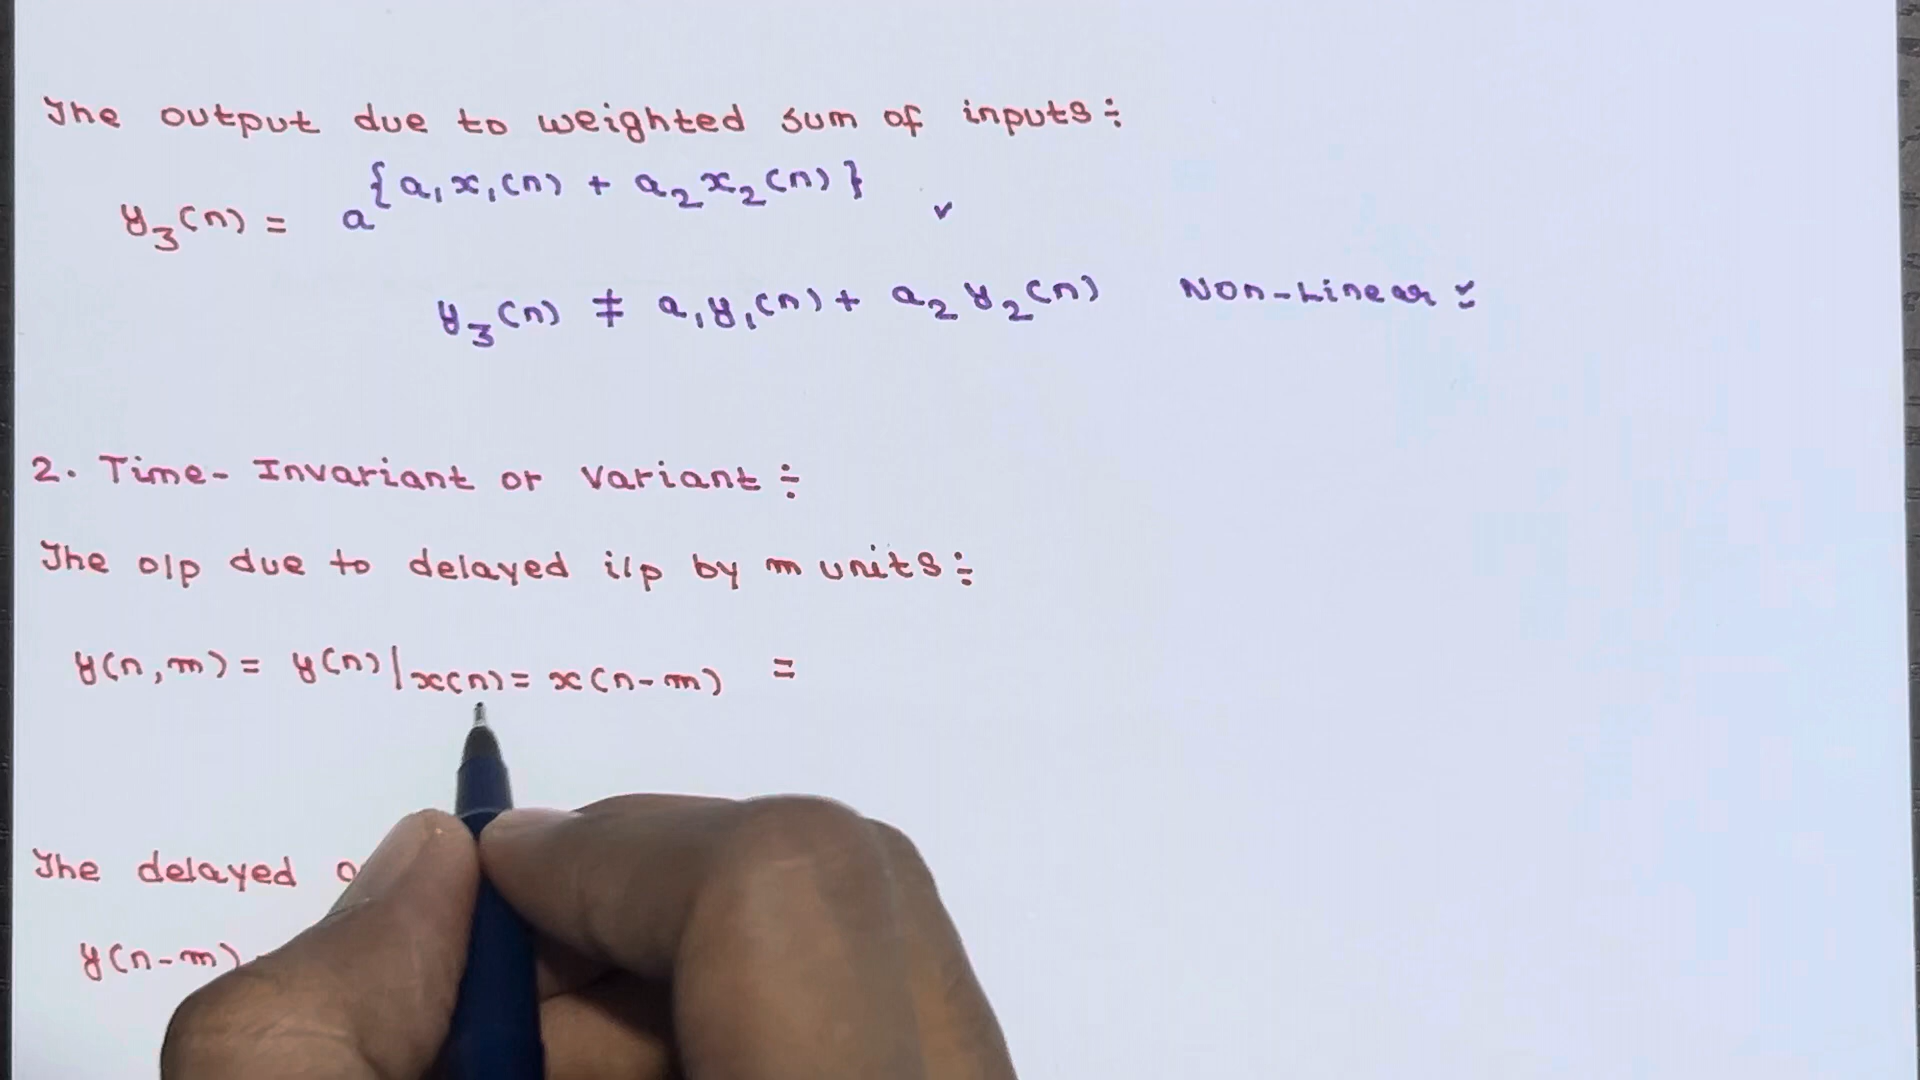 The output due to weighted sum of inputs:
y₃(n) = a^{a₁x₁(n) + a₂x₂(n)} ✓
y₃(n) ≠ a₁y₁(n) + a₂y₂(n) Non-Linear
2. Time-Invariant or Variant:
The o/p due to delayed i/p by m units:
y(n,m) = y(n)|x(n)= x(n-m) =
The delayed
y(n-m)